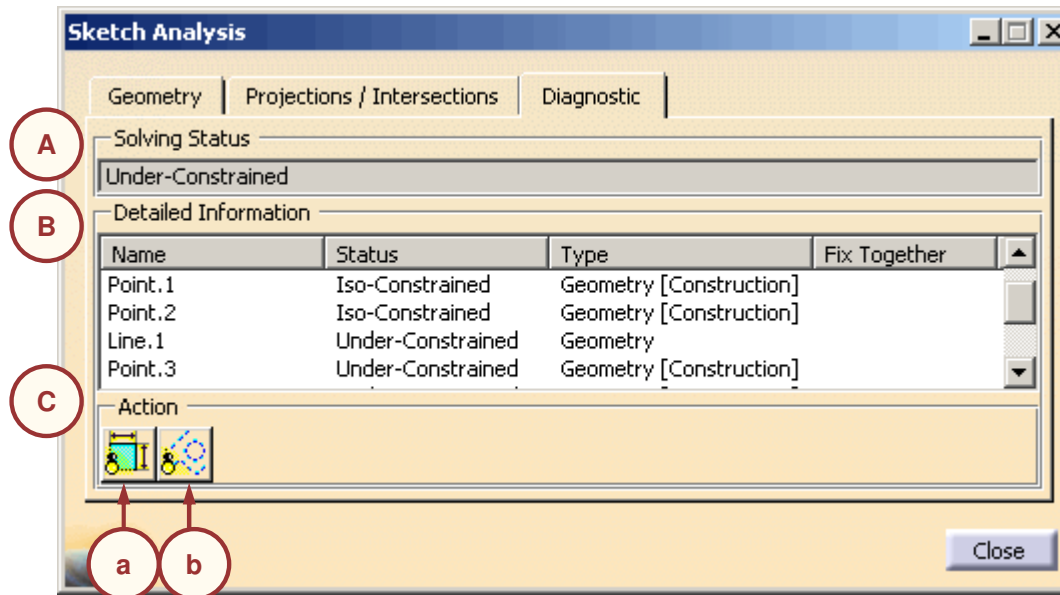 Sketch Analysis
Geometry Projections / Intersections Diagnostic
A
Solving Status
Under-Constrained
B
Detailed Information
Name Status Type Fix Together
Point.1 Iso-Constrained Geometry [Construction]
Point.2 Iso-Constrained Geometry [Construction]
Line.1 Under-Constrained Geometry
Point.3 Under-Constrained Geometry [Construction]
C
Action
a b
Close